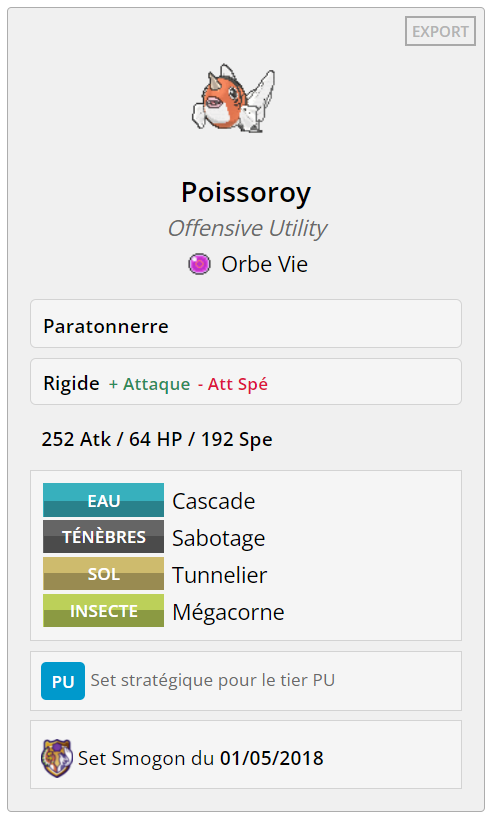 EXPORT
Poissoroy
Offensive Utility
Orbe Vie
Paratonnerre
Rigide + Attaque - Att Spé
252 Atk / 64 HP / 192 Spe
EAU Cascade
TÉNÈBRES Sabotage
SOL Tunnelier
INSECTE Mégacorne
PU Set stratégique pour le tier PU
Set Smogon du 01/05/2018